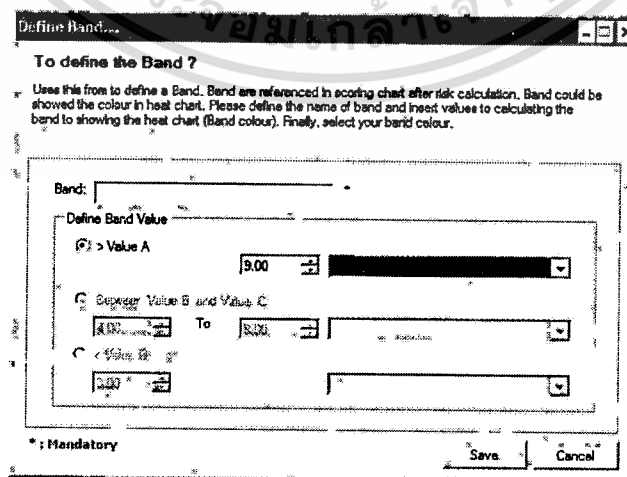 Define Band...
To define the Band ?
Uses this from to define a Band. Band are referenced in scoring chart after risk calculation. Band could be
showed the colour in heat chart. Please define the name of band and insert values to calculating the
band to showing the heat chart (Band colour). Finally, select your band colour.
Band: *
Define Band Value
> Value A
9.00
Between Value B and Value C
To
3.00
* : Mandatory
Save
Cancel